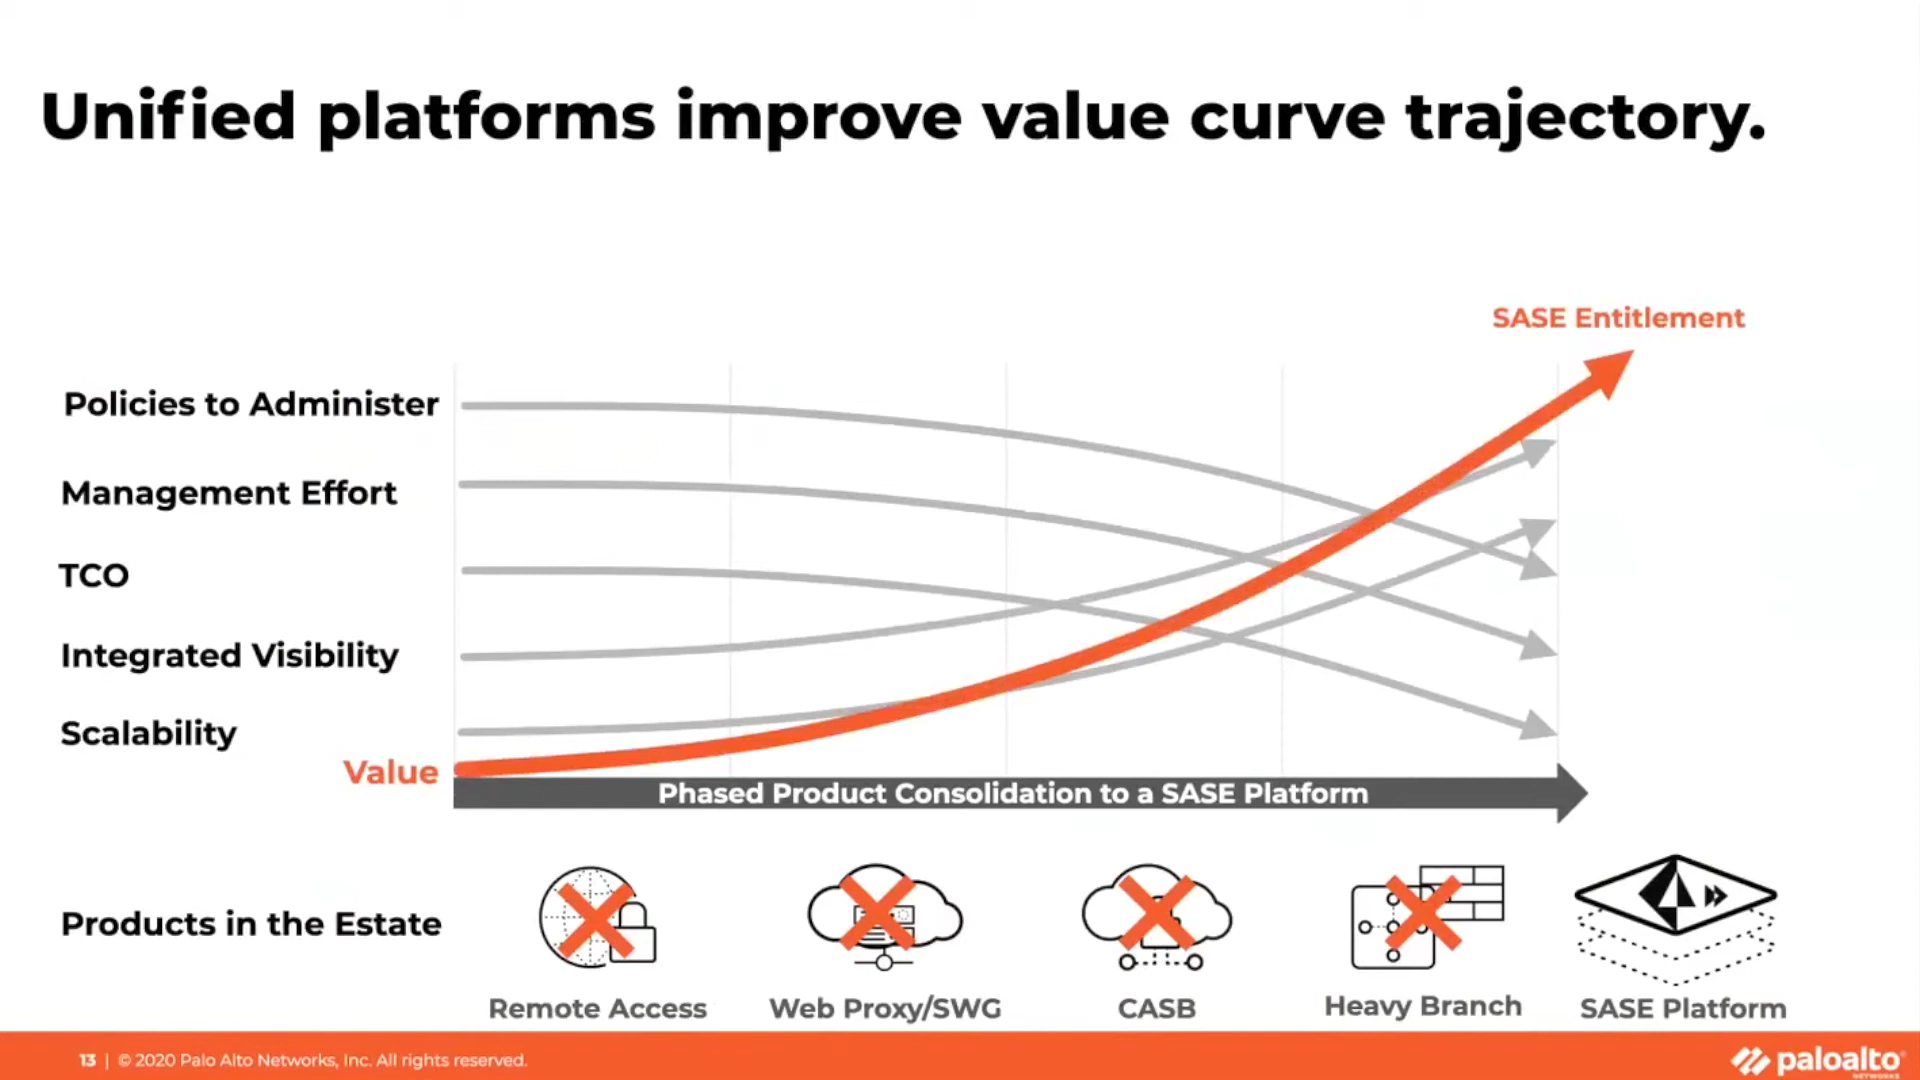 Unified platforms improve value curve trajectory.
SASE Entitlement
Policies to Administer
Management Effort
TCO
Integrated Visibility
Scalability
Value
Phased Product Consolidation to a SASE Platform
Products in the Estate
Remote Access
Web Proxy/SWG
CASB
Heavy Branch
SASE Platform
13 | © 2020 Palo Alto Networks, Inc. All rights reserved.
paloalto
NETWORKS